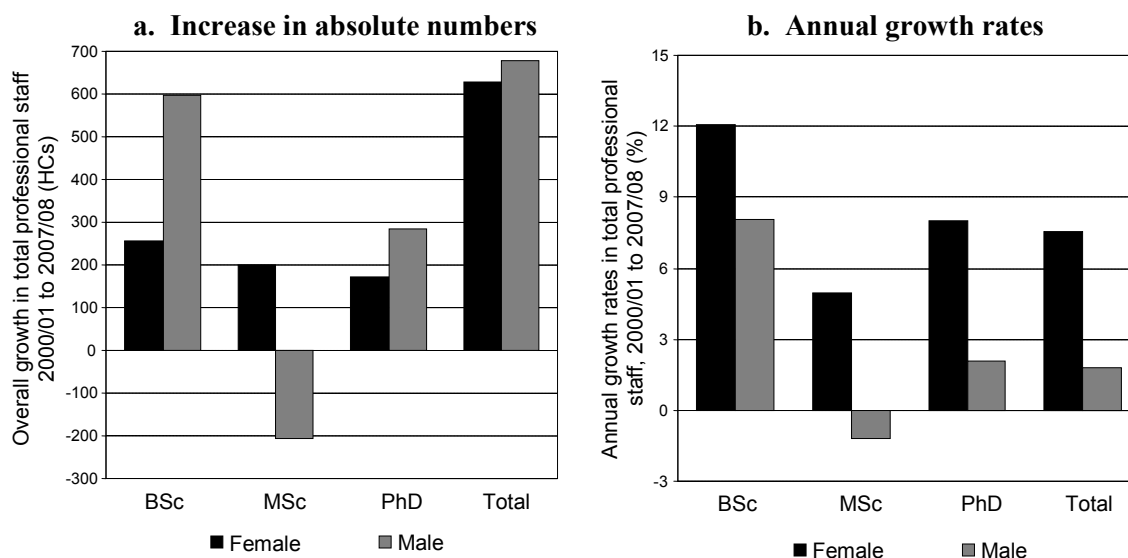 a. Increase in absolute numbers
Overall growth in total professional staff
2000/01 to 2007/08 (HCs)
700
600
500
400
300
200
100
0
-100
-200
-300
BSc MSc PhD Total
Female Male
b. Annual growth rates
Annual growth rates in total professional
staff, 2000/01 to 2007/08 (%)
15
12
9
6
3
0
-3
BSc MSc PhD Total
Female Male